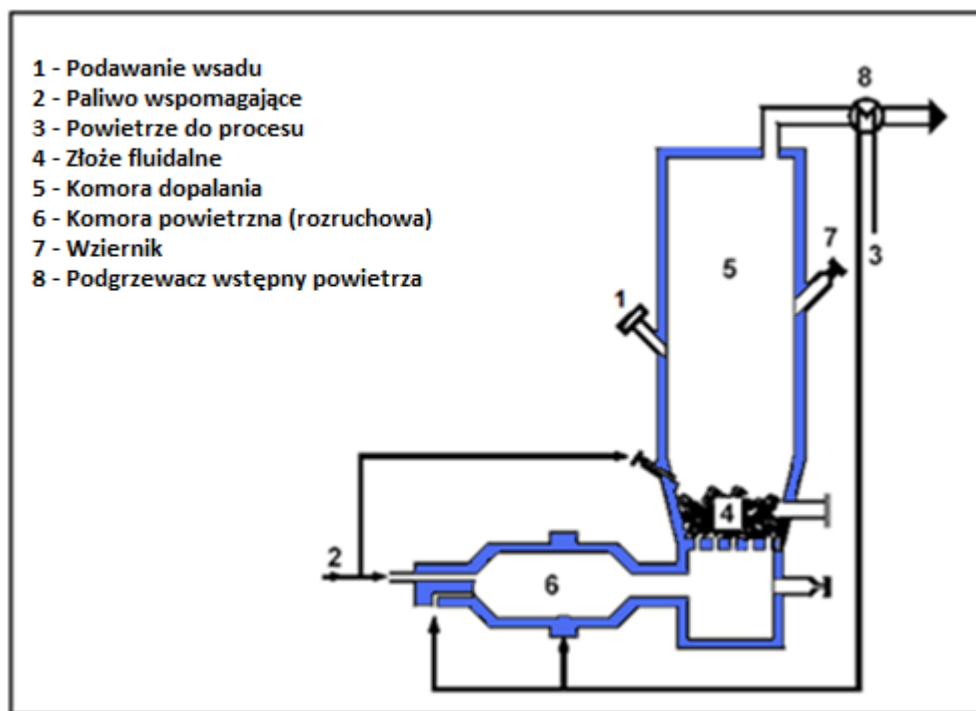 1 - Podawanie wsadu
2 - Paliwo wspomagające
3 - Powietrze do procesu
4 - Złoże fluidalne
5 - Komora dopalania
6 - Komora powietrzna (rozruchowa)
7 - Wziernik
8 - Podgrzewacz wstępny powietrza
8
7
3
5
1
4
2
6